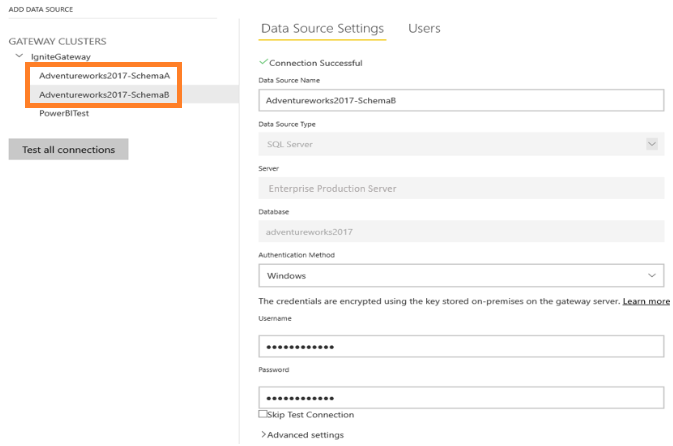 ADD DATA SOURCE
GATEWAY CLUSTERS
IgniteGateway
Adventureworks2017-SchemaA
Adventureworks2017-SchemaB
PowerBITest
Test all connections
Data Source Settings Users
Connection Successful
Data Source Name
Adventureworks2017-SchemaB
Data Source Type
SQL Server
Server
Enterprise Production Server
Database
adventureworks2017
Authentication Method
Windows
The credentials are encrypted using the key stored on-premises on the gateway server. Learn more
Username
••••••••••••
Password
••••••••••••
Skip Test Connection
Advanced settings